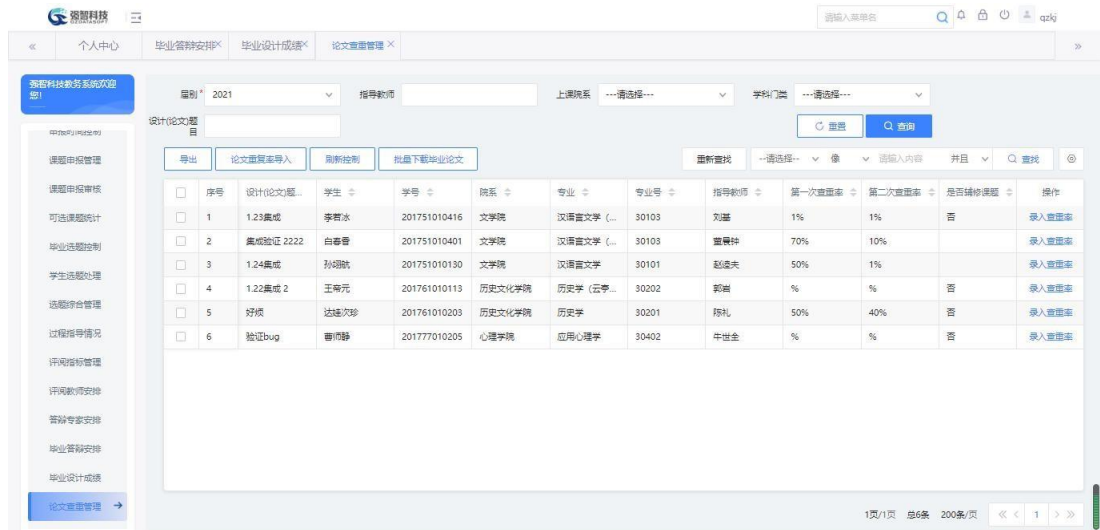 强智科技
QZDATASOFT
请输入菜单名
qzkj
个人中心 毕业答辩安排 毕业设计成绩 论文查重管理
强智科技教务系统欢迎您!
申报时间控制
课题申报管理
课题申报审核
可选课题统计
毕业选题控制
学生选题处理
选题综合管理
过程指导情况
评阅指标管理
评阅教师安排
答辩专家安排
毕业答辩安排
毕业设计成绩
论文查重管理
届别* 2021 指导教师 上课院系 ---请选择--- 学科门类 ---请选择---
设计(论文)题目
重置 查询
导出 论文重复率导入 刷新控制 批量下载毕业论文 重新查找 --请选择-- 像 请输入内容 并且 查找
序号 设计(论文)题... 学生 学号 院系 专业 专业号 指导教师 第一次查重率 第二次查重率 是否辅修课题 操作
1 1.23集成 李若冰 201751010416 文学院 汉语言文学 (... 30103 刘基 1% 1% 否 录入查重率
2 集成验证 2222 白春香 201751010401 文学院 汉语言文学 (... 30103 董晨钟 70% 10% 录入查重率
3 1.24集成 孙翊航 201751010130 文学院 汉语言文学 30101 赵逵夫 50% 1% 录入查重率
4 1.22集成 2 王帝元 201761010113 历史文化学院 历史学 (云亭... 30202 郭岩 % % 否 录入查重率
5 好烦 达娃次珍 201761010203 历史文化学院 历史学 30201 陈礼 50% 40% 否 录入查重率
6 验证bug 曹师静 201777010205 心理学院 应用心理学 30402 牛世全 % % 否 录入查重率
1页/1页 总6条 200条/页 1